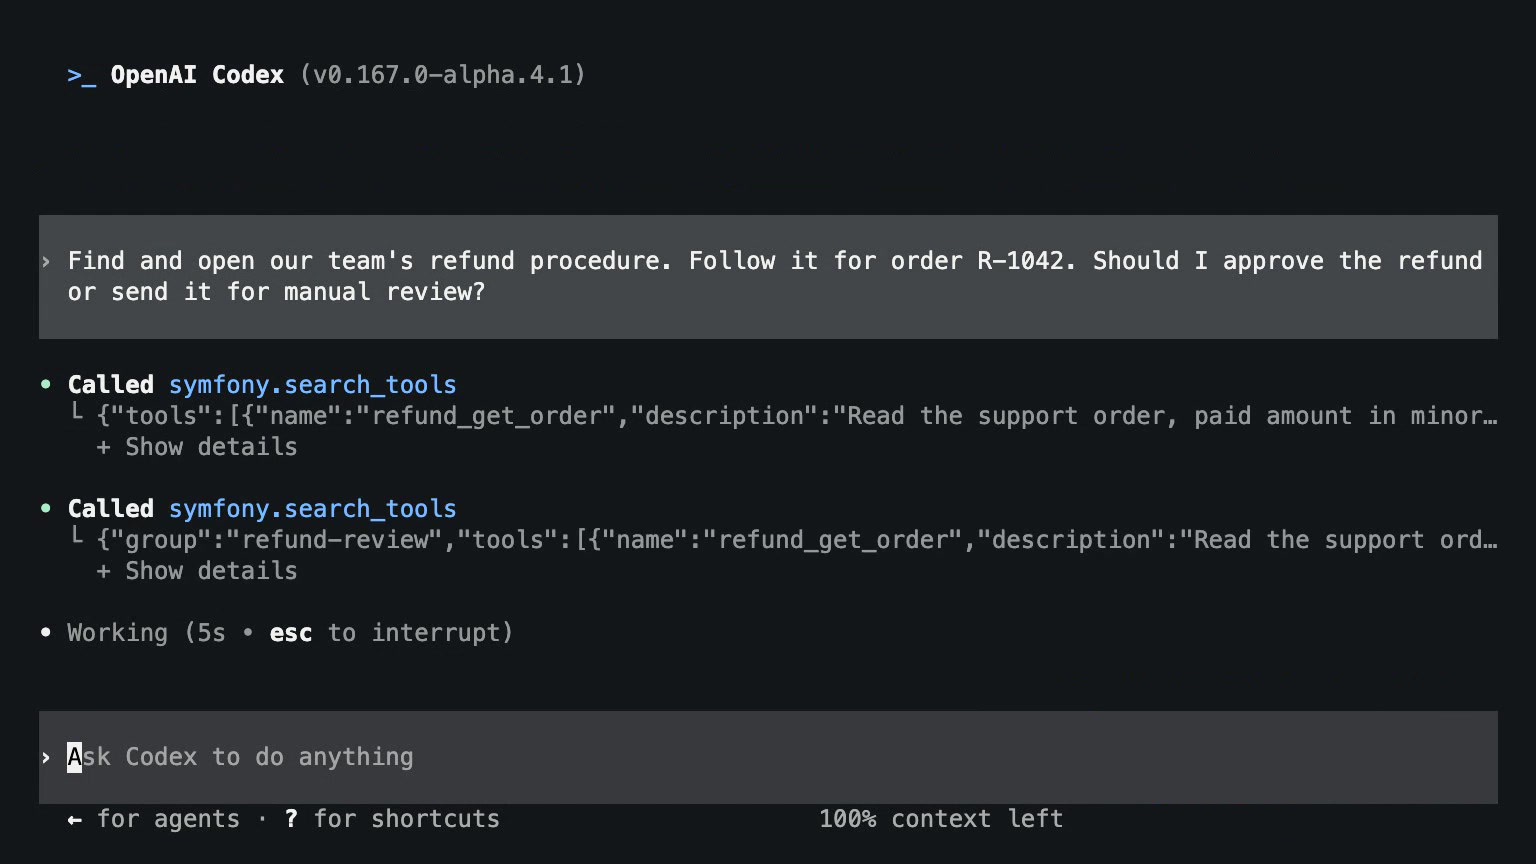 >_ OpenAI Codex (v0.167.0-alpha.4.1)
› Find and open our team's refund procedure. Follow it for order R-1042. Should I approve the refund
or send it for manual review?
• Called symfony.search_tools
└ {"tools":[{"name":"refund_get_order","description":"Read the support order, paid amount in minor…
+ Show details
• Called symfony.search_tools
└ {"group":"refund-review","tools":[{"name":"refund_get_order","description":"Read the support ord…
+ Show details
• Working (5s • esc to interrupt)
› Ask Codex to do anything
← for agents · ? for shortcuts 100% context left